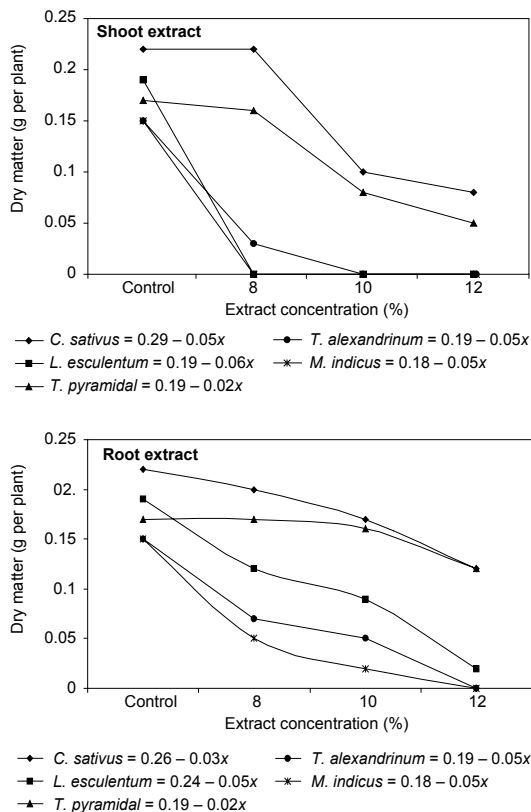 Shoot extract
Dry matter (g per plant)
0.25
0.2
0.15
0.1
0.05
0
Control 8 10 12
Extract concentration (%)
C. sativus = 0.29 – 0.05x T. alexandrinum = 0.19 – 0.05x
L. esculentum = 0.19 – 0.06x M. indicus = 0.18 – 0.05x
T. pyramidal = 0.19 – 0.02x
Root extract
Dry matter (g per plant)
0.25
02.
0.15
0.1
0.05
0
Control 8 10 12
Extract concentration (%)
C. sativus = 0.26 – 0.03x T. alexandrinum = 0.19 – 0.05x
L. esculentum = 0.24 – 0.05x M. indicus = 0.18 – 0.05x
T. pyramidal = 0.19 – 0.02x